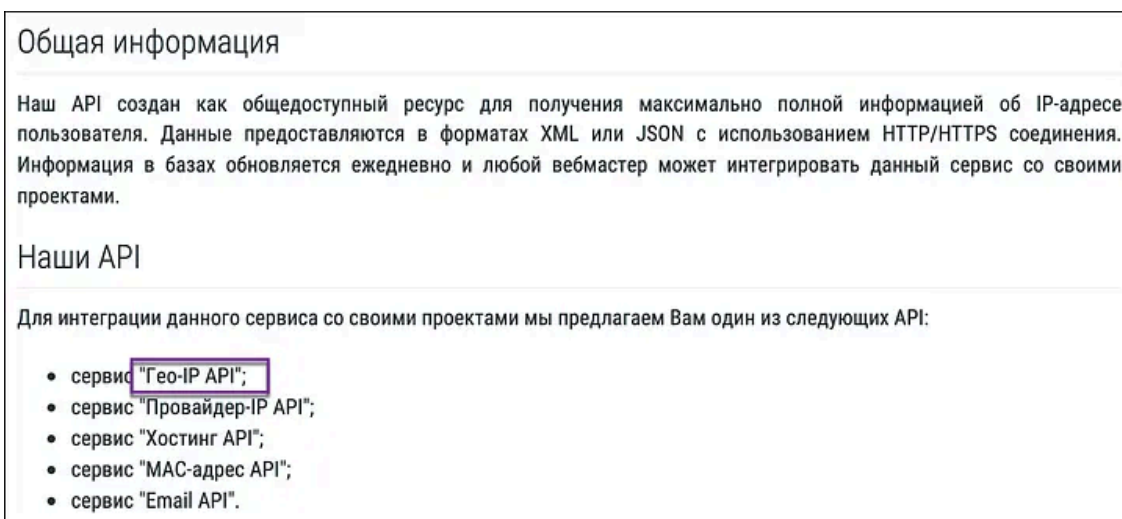 Общая информация
Наш API создан как общедоступный ресурс для получения максимально полной информацией об IP-адресе
пользователя. Данные предоставляются в форматах XML или JSON с использованием HTTP/HTTPS соединения.
Информация в базах обновляется ежедневно и любой вебмастер может интегрировать данный сервис со своими
проектами.
Наши API
Для интеграции данного сервиса со своими проектами мы предлагаем Вам один из следующих API:
• сервис "Гео-IP API";
• сервис "Провайдер-IP API";
• сервис "Хостинг API";
• сервис "MAC-адрес API";
• сервис "Email API".